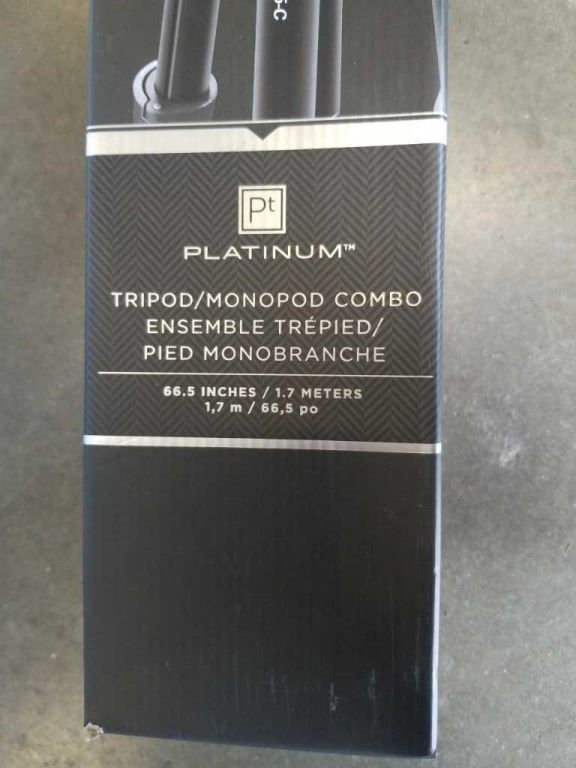 5-C
Pt
PLATINUM™
TRIPOD/MONOPOD COMBO
ENSEMBLE TRÉPIED/
PIED MONOBRANCHE
66.5 INCHES / 1.7 METERS
1,7 m / 66,5 po